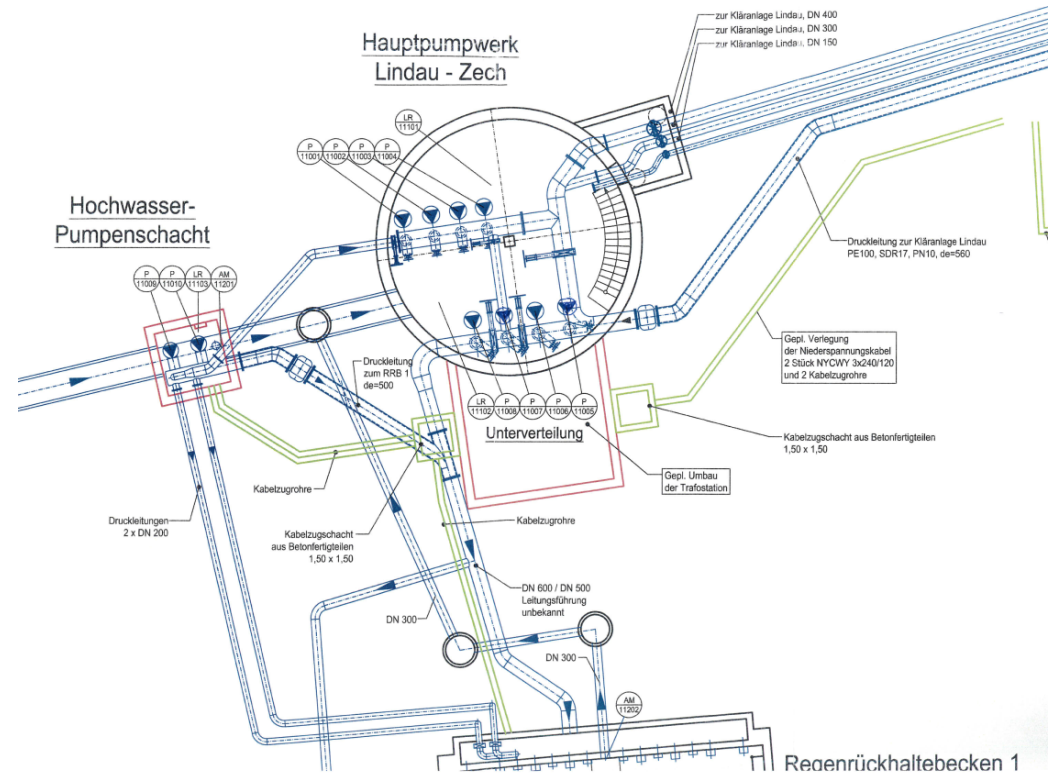 zur Kläranlage Lindau, DN 400
zur Kläranlage Lindau, DN 300
zur Kläranlage Lindau, DN 150
Hauptpumpwerk
Lindau - Zech
LR
11101
P
11001
P
11002
P
11003
P
11004
Hochwasser-
Pumpenschacht
P
11009
P
11010
LR
11103
AM
11201
Druckleitung zur Kläranlage Lindau
PE100, SDR17, PN10, de=560
Gepl. Verlegung
der Niederspannungskabel
2 Stück NYCWY 3x240/120
und 2 Kabelzugrohre
Druckleitung
zum RRB 1
de=500
LR
11102
P
11008
P
11007
P
11006
P
11005
Unterverteilung
Kabelzugschacht aus Betonfertigteilen
1,50 x 1,50
Gepl. Umbau
der Trafostation
Kabelzugrohre
Druckleitungen
2 x DN 200
Kabelzugschacht
aus Betonfertigteilen
1,50 x 1,50
Kabelzugrohre
DN 600 / DN 500
Leitungsführung
unbekannt
DN 300
DN 300
AM
11202
Regenrückhaltebecken 1